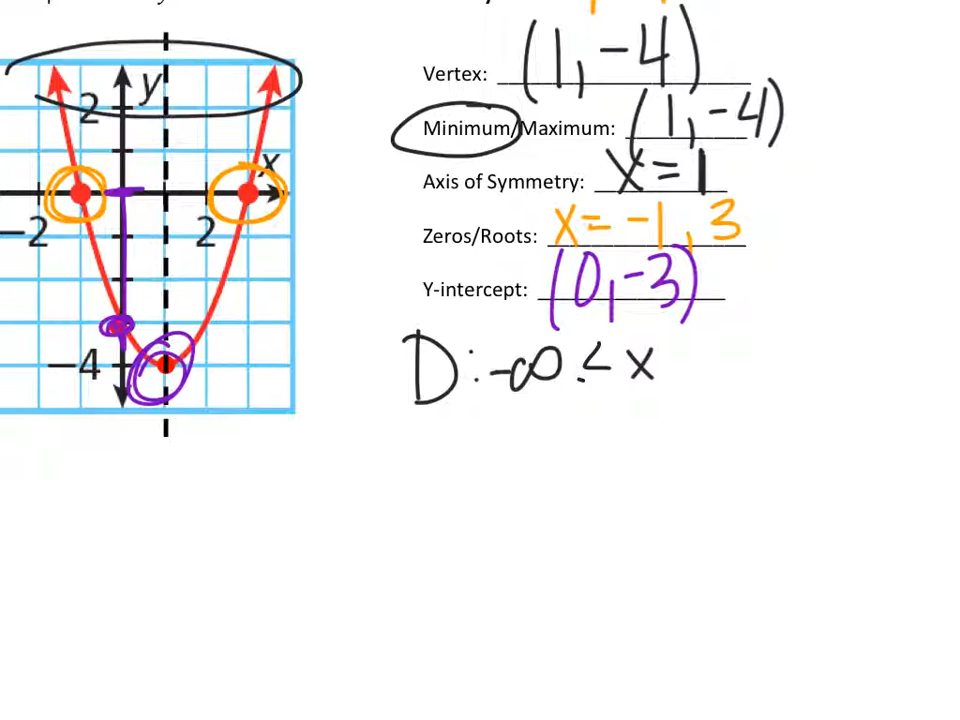 y
2
x
-2
2
-4
Vertex: (1, -4)
Minimum/Maximum: (1, -4)
Axis of Symmetry: x = 1
Zeros/Roots: x = -1, 3
Y-intercept: (0, -3)
D: -∞ ≤ x